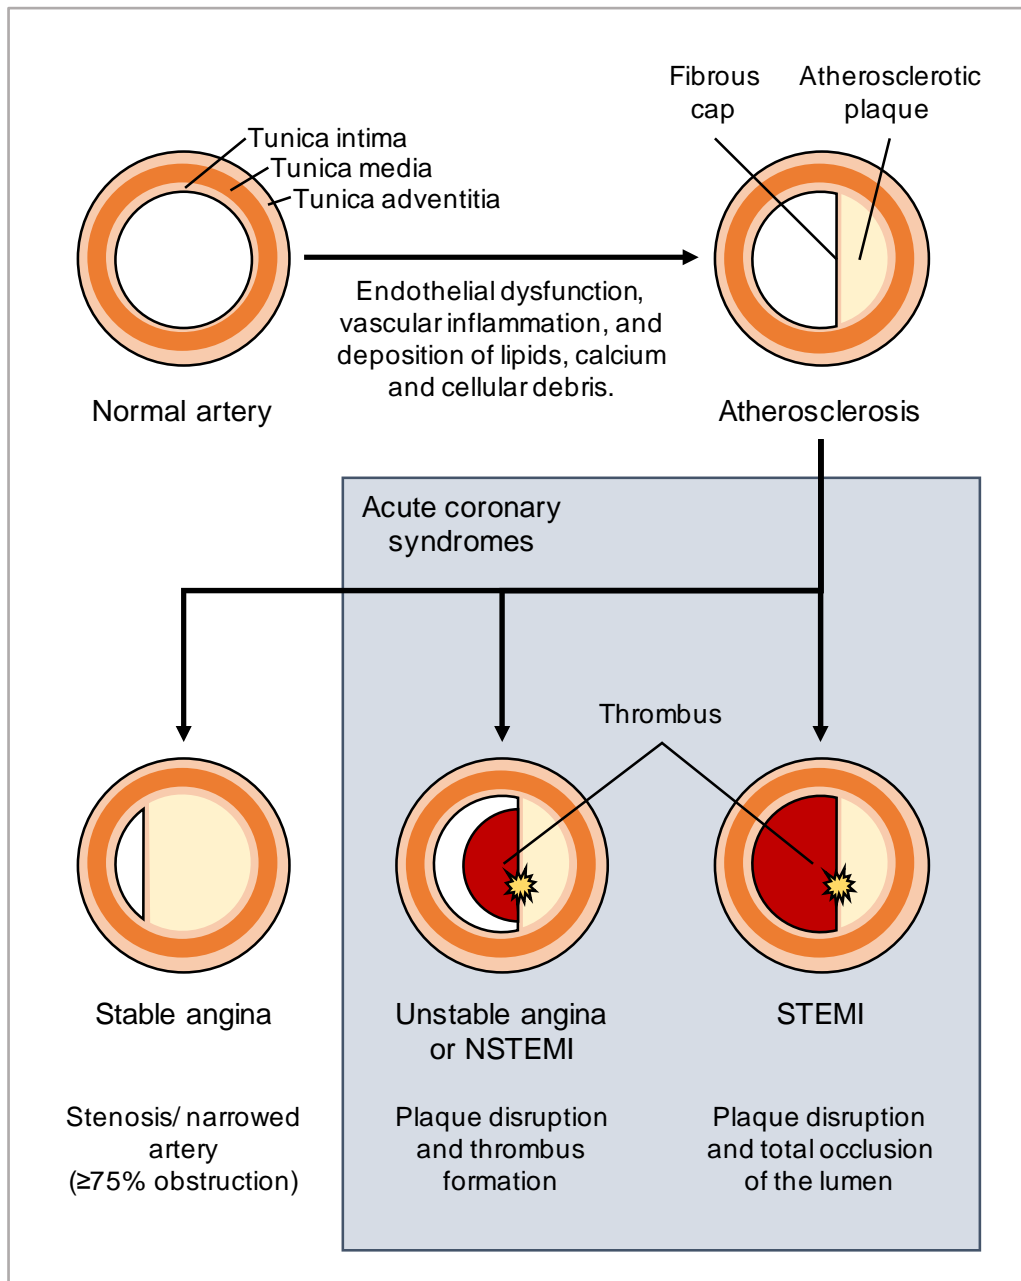 Fibrous
cap
Atherosclerotic
plaque
Tunica intima
Tunica media
Tunica adventitia
Endothelial dysfunction,
vascular inflammation, and
deposition of lipids, calcium
and cellular debris.
Normal artery
Atherosclerosis
Acute coronary
syndromes
Thrombus
Stable angina
Unstable angina
or NSTEMI
STEMI
Stenosis/ narrowed
artery
(≥75% obstruction)
Plaque disruption
and thrombus
formation
Plaque disruption
and total occlusion
of the lumen